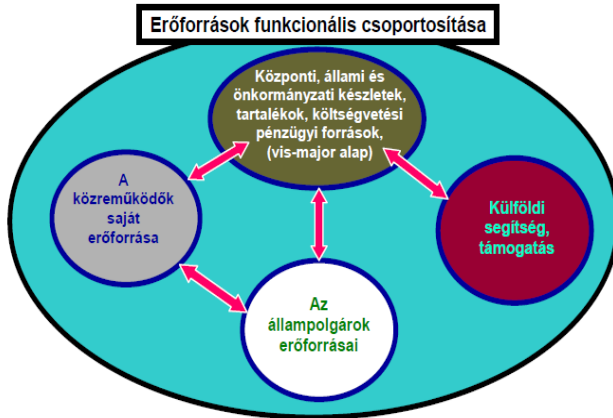 Erőforrások funkcionális csoportosítása
Központi, állami és
önkormányzati készletek,
tartalékok, költségvetési
pénzügyi források,
(vis-major alap)
A
közreműködők
saját
erőforrása
Külföldi
segítség,
támogatás
Az
állampolgárok
erőforrásai